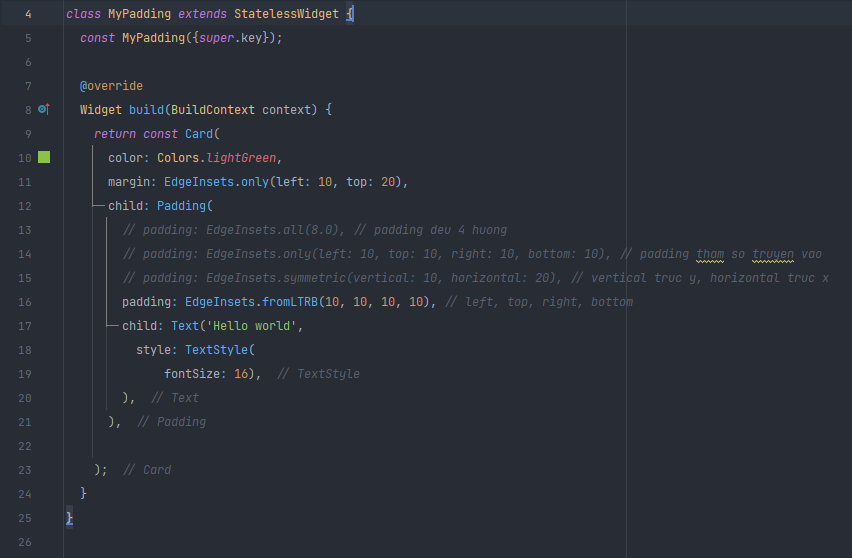 4 class MyPadding extends StatelessWidget {
5 const MyPadding({super.key});
6
7 @override
8 Widget build(BuildContext context) {
9 return const Card(
10 color: Colors.lightGreen,
11 margin: EdgeInsets.only(left: 10, top: 20),
12 child: Padding(
13 // padding: EdgeInsets.all(8.0), // padding deu 4 huong
14 // padding: EdgeInsets.only(left: 10, top: 10, right: 10, bottom: 10), // padding tham so truyen vao
15 // padding: EdgeInsets.symmetric(vertical: 10, horizontal: 20), // vertical truc y, horizontal truc x
16 padding: EdgeInsets.fromLTRB(10, 10, 10, 10), // left, top, right, bottom
17 child: Text('Hello world',
18 style: TextStyle(
19 fontSize: 16), // TextStyle
20 ), // Text
21 ), // Padding
22
23 ); // Card
24 }
25 }
26